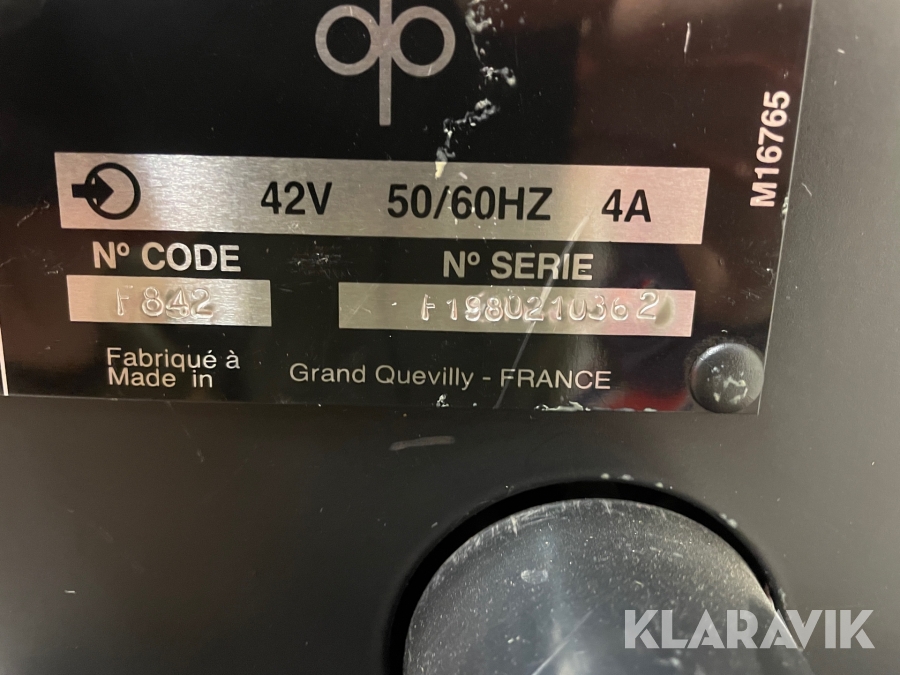 42V 50/60HZ 4A
Nº CODE
Nº SERIE
F842
F1980210362
Fabriqué à
Made in
Grand Quevilly - FRANCE
M16765
KLARAVIK